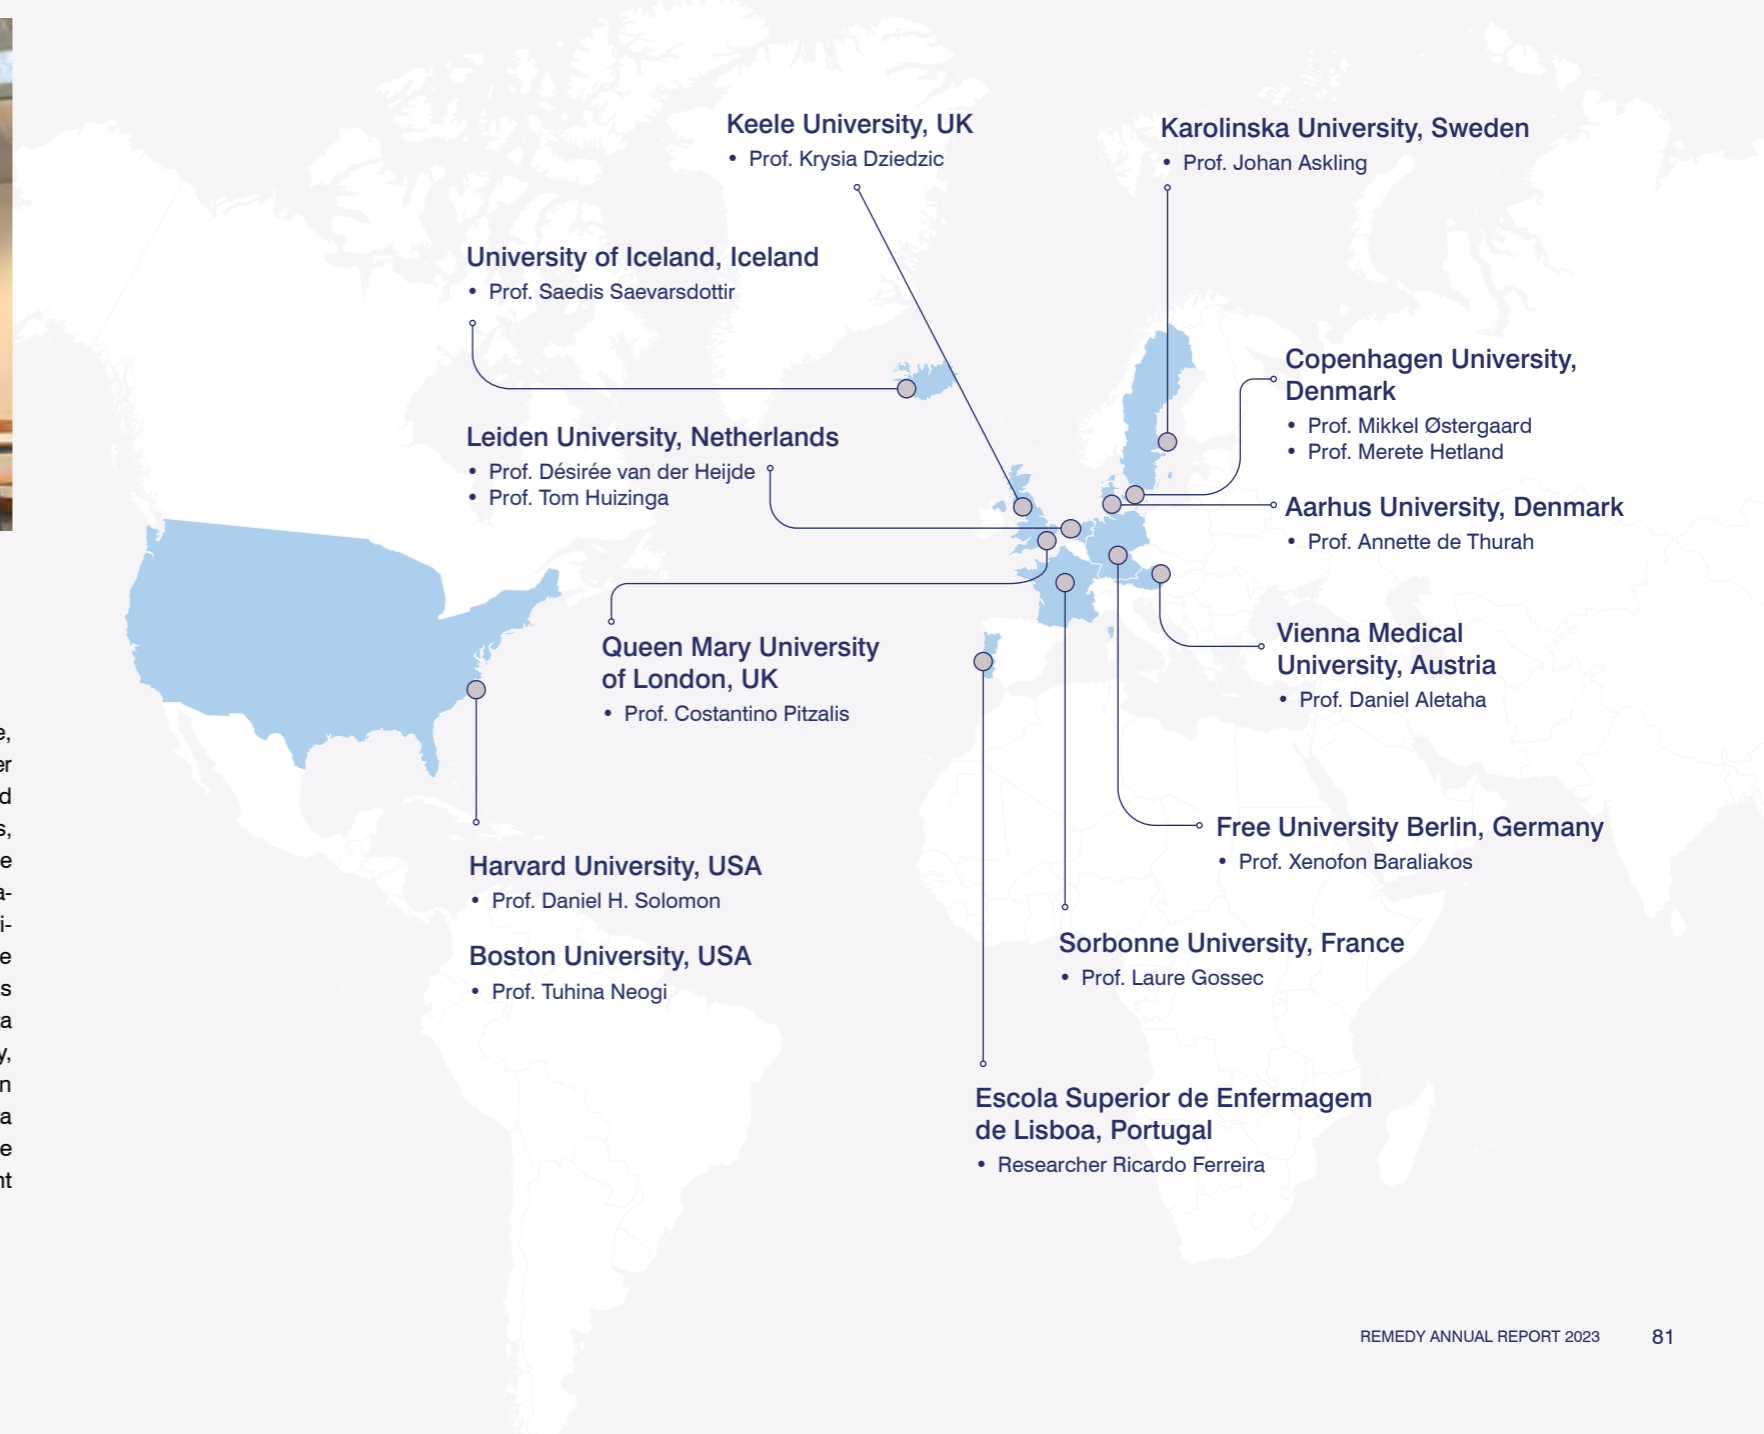 Keele University, UK
• Prof. Krysia Dziedzic
Karolinska University, Sweden
• Prof. Johan Askling
University of Iceland, Iceland
• Prof. Saedis Saevarsdottir
Copenhagen University,
Denmark
• Prof. Mikkel Østergaard
• Prof. Merete Hetland
Leiden University, Netherlands
• Prof. Désirée van der Heijde
• Prof. Tom Huizinga
Aarhus University, Denmark
• Prof. Annette de Thurah
Queen Mary University
of London, UK
• Prof. Costantino Pitzalis
Vienna Medical
University, Austria
• Prof. Daniel Aletaha
Free University Berlin, Germany
• Prof. Xenofon Baraliakos
Harvard University, USA
• Prof. Daniel H. Solomon
Boston University, USA
• Prof. Tuhina Neogi
Sorbonne University, France
• Prof. Laure Gossec
Escola Superior de Enfermagem
de Lisboa, Portugal
• Researcher Ricardo Ferreira
REMEDY ANNUAL REPORT 2023 81